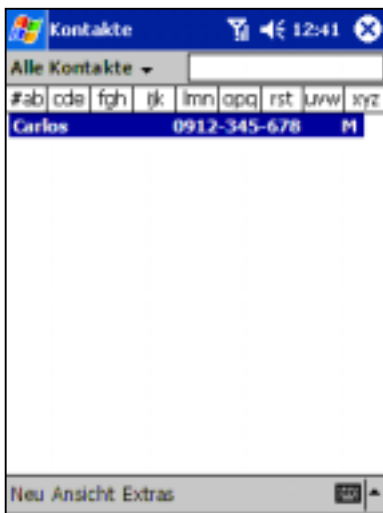 Kontakte 12:41
Alle Kontakte
#ab cde fgh ijk lmn opq rst uvw xyz
Carlos 0912-345-678 M
Neu Ansicht Extras